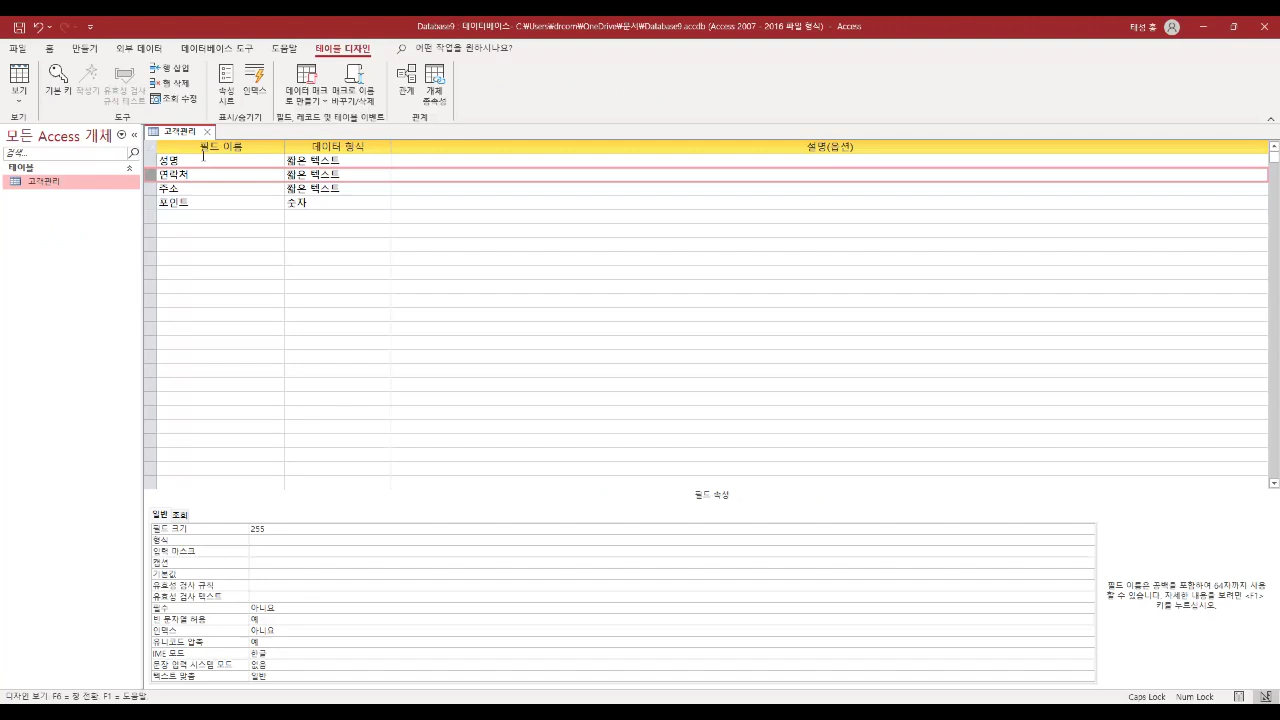 Database9 : 데이터베이스- C:￦Users￦drcom￦OneDrive￦문서￦Database9.accdb (Access 2007 - 2016 파일 형식) - Access
태성 홍
파일 홈 만들기 외부 데이터 데이터베이스 도구 도움말 테이블 디자인 어떤 작업을 원하시나요?
보기
기본 키
작성기
유효성 검사
규칙 테스트
행 삽입
행 삭제
조회 수정
속성
시트
인덱스
데이터 매크
로 만들기
매크로 이름
바꾸기/삭제
관계
개체
종속성
보기 도구 표시/숨기기 필드, 레코드 및 테이블 이벤트 관계
모든 Access 개체
검색...
테이블
고객관리
고객관리
필드 이름 데이터 형식 설명(옵션)
성명 짧은 텍스트
연락처 짧은 텍스트
주소 짧은 텍스트
포인트 숫자
필드 속성
일반 조회
필드 크기 255
형식
입력 마스크
캡션
기본값
유효성 검사 규칙
유효성 검사 텍스트
필수 아니요
빈 문자열 허용 예
인덱스 아니요
유니코드 압축 예
IME 모드 한글
문장 입력 시스템 모드 없음
텍스트 맞춤 일반
필드 이름은 공백을 포함하여 64자까지 사용
할 수 있습니다. 자세한 내용을 보려면 <F1>
키를 누르십시오.
디자인 보기. F6 = 창 전환. F1 = 도움말.
Caps Lock Num Lock